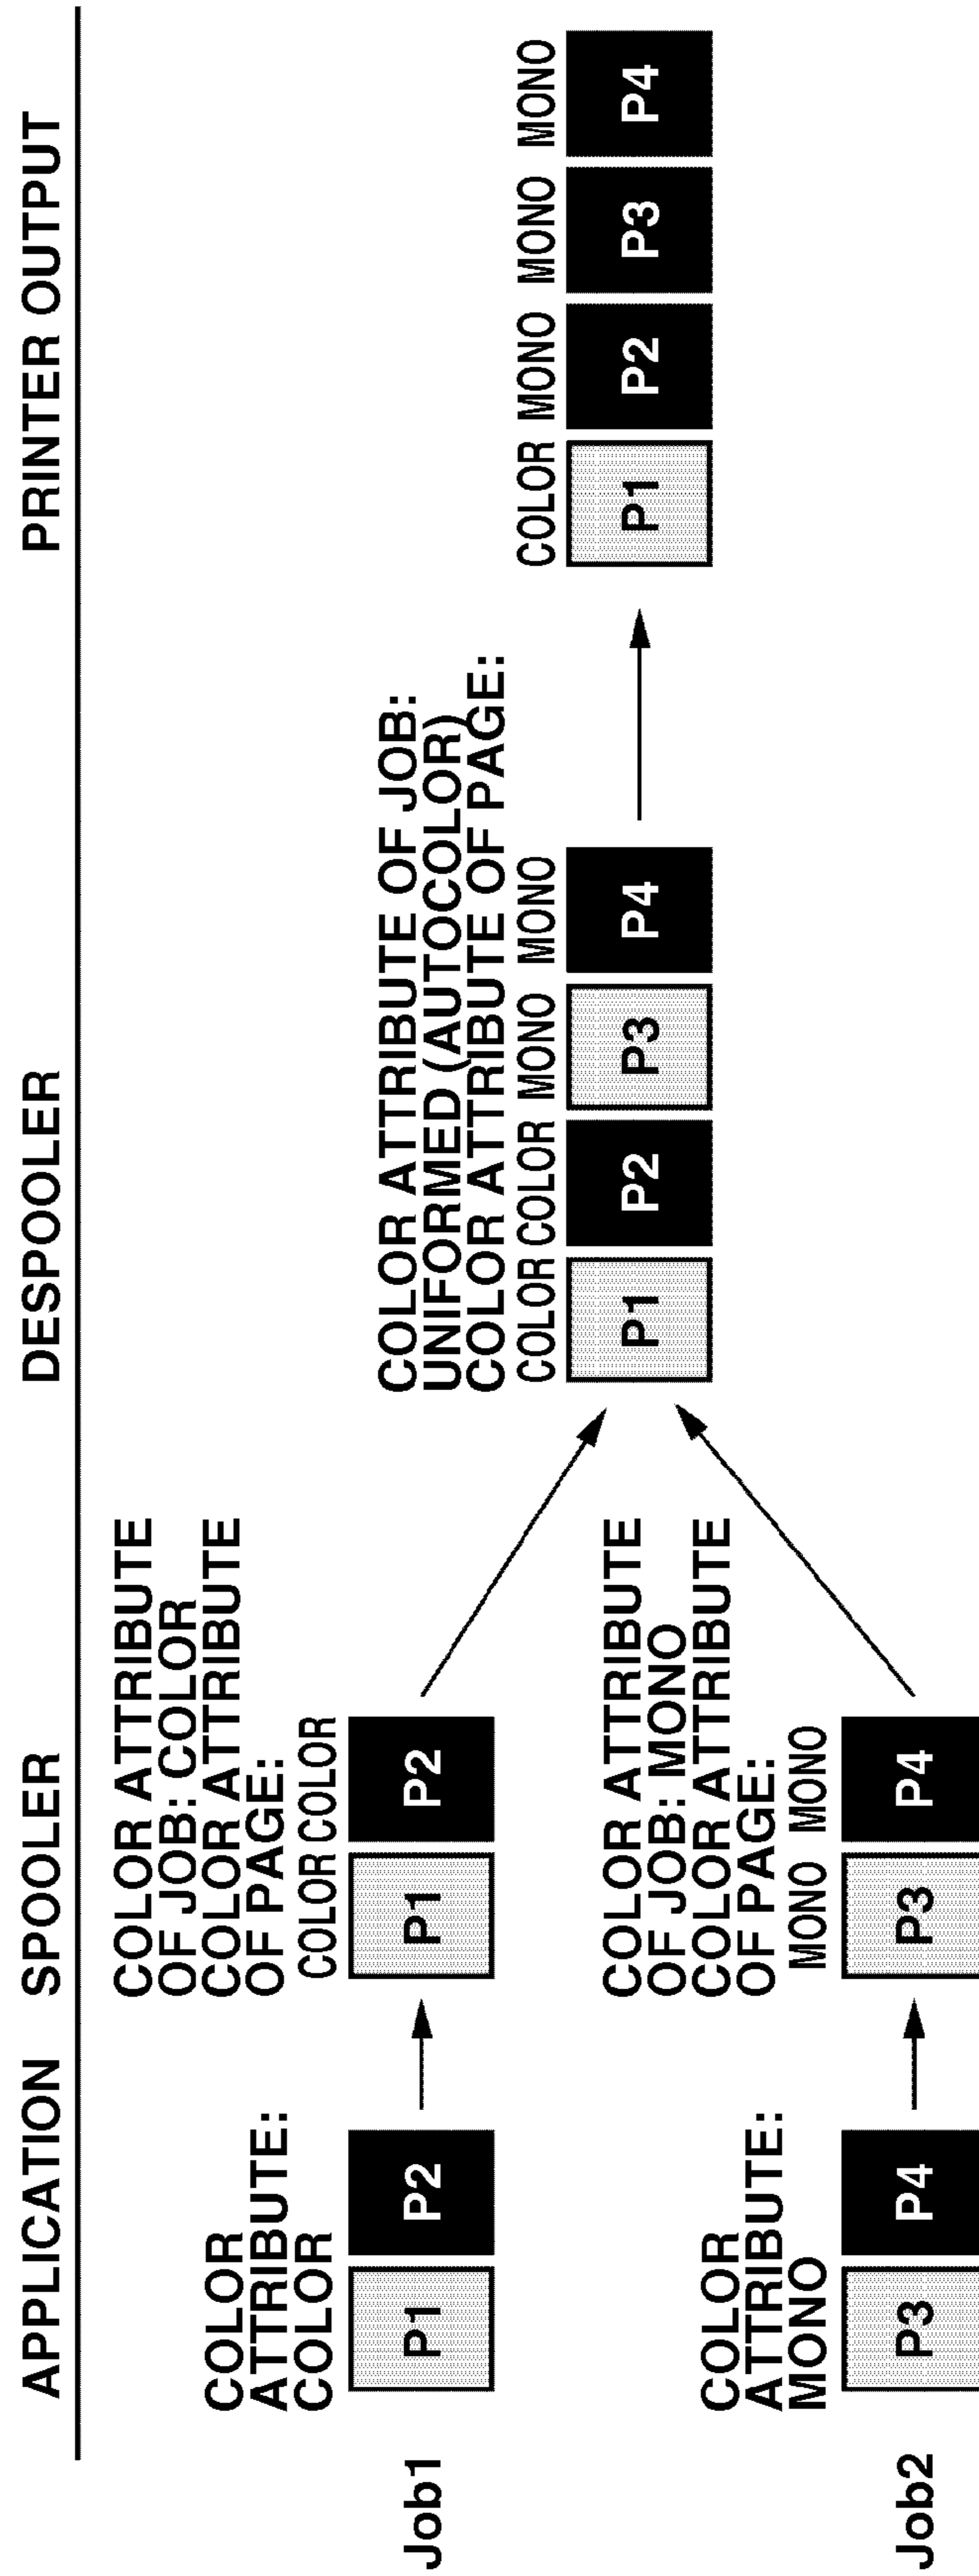 APPLICATION SPOOLER DESPOOLER PRINTER OUTPUT
Job1
COLOR
ATTRIBUTE:
COLOR
P1 P2
COLOR ATTRIBUTE
OF JOB: COLOR
COLOR ATTRIBUTE
OF PAGE:
COLOR COLOR
P1 P2
Job2
COLOR
ATTRIBUTE:
MONO
P3 P4
COLOR ATTRIBUTE
OF JOB: MONO
COLOR ATTRIBUTE
OF PAGE:
MONO MONO
P3 P4
COLOR ATTRIBUTE OF JOB:
UNIFORMED (AUTOCOLOR)
COLOR ATTRIBUTE OF PAGE:
COLOR COLOR MONO MONO
P1 P2 P3 P4
COLOR MONO MONO MONO
P1 P2 P3 P4